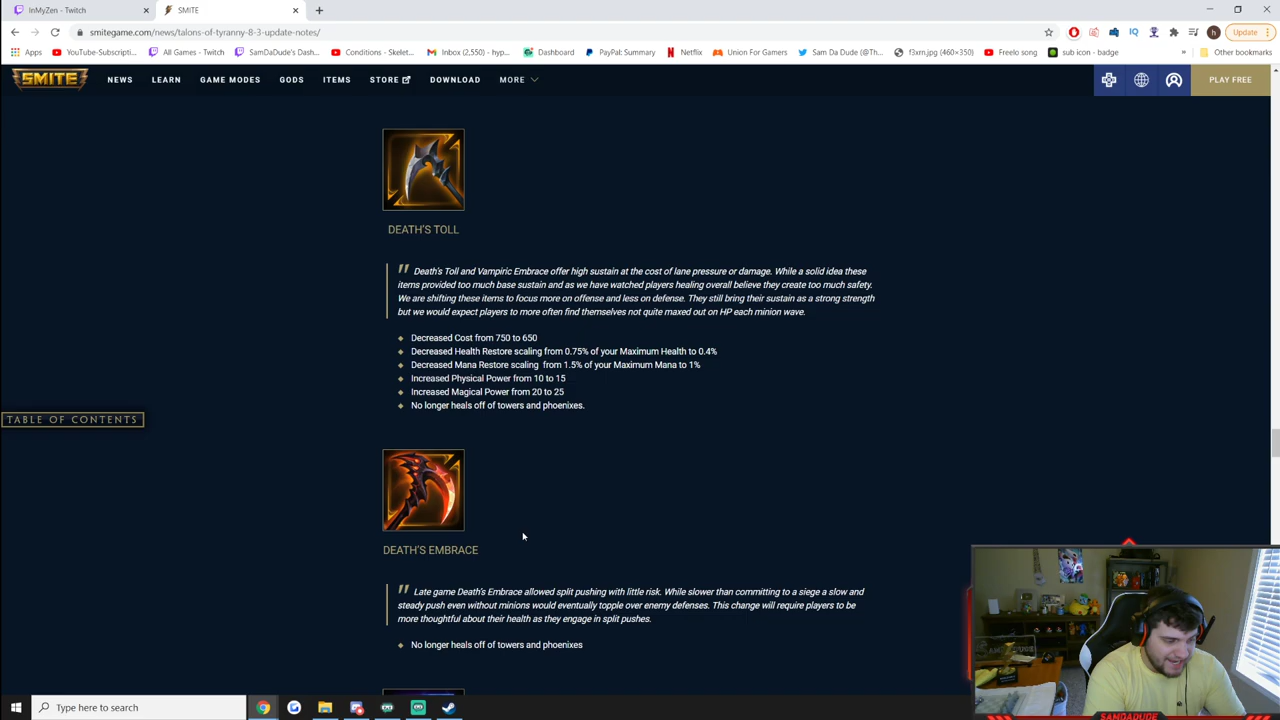 InMyZen - Twitch
SMITE
smitegame.com/news/talons-of-tyranny-8-3-update-notes/
Update
Apps
YouTube-Subscripti...
All Games - Twitch
SamDaDude's Dash...
Conditions - Skelet...
Inbox (2,550) - hyp...
Dashboard
PayPal: Summary
Netflix
Union For Gamers
Sam Da Dude (@Th...
f3xrn.jpg (460×350)
Freelo song
sub icon - badge
»
Other bookmarks
SMITE
NEWS
LEARN
GAME MODES
GODS
ITEMS
STORE
DOWNLOAD
MORE
PLAY FREE
DEATH'S TOLL
" Death's Toll and Vampiric Embrace offer high sustain at the cost of lane pressure or damage. While a solid idea these
items provided too much base sustain and as we have watched players healing overall believe they create too much safety.
We are shifting these items to focus more on offense and less on defense. They still bring their sustain as a strong strength
but we would expect players to more often find themselves not quite maxed out on HP each minion wave.
Decreased Cost from 750 to 650
Decreased Health Restore scaling from 0.75% of your Maximum Health to 0.4%
Decreased Mana Restore scaling from 1.5% of your Maximum Mana to 1%
Increased Physical Power from 10 to 15
Increased Magical Power from 20 to 25
No longer heals off of towers and phoenixes.
TABLE OF CONTENTS
DEATH'S EMBRACE
" Late game Death's Embrace allowed split pushing with little risk. While slower than committing to a siege a slow and
steady push even without minions would eventually topple over enemy defenses. This change will require players to be
more thoughtful about their health as they engage in split pushes.
No longer heals off of towers and phoenixes
Type here to search
SAMDADUDE